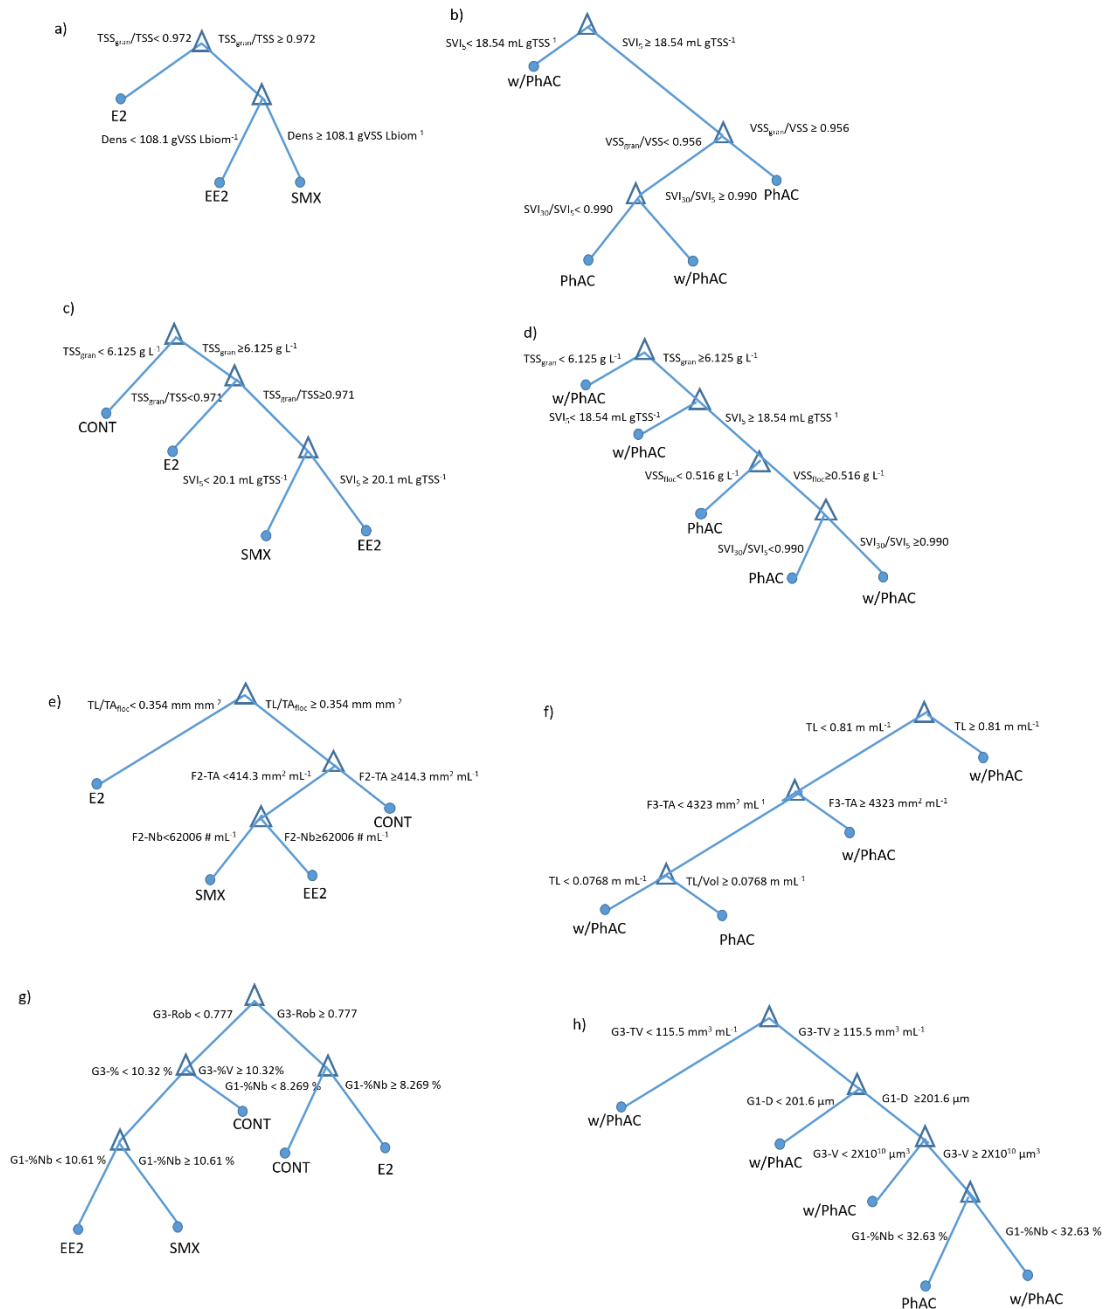 a)
TSSgran/TSS< 0.972 TSSgran/TSS ≥ 0.972
E2
Dens < 108.1 gVSS Lbiom-1 Dens ≥ 108.1 gVSS Lbiom 1
EE2 SMX
b)
SVI5< 18.54 mL gTSS 1 SVI5 ≥ 18.54 mL gTSS-1
w/PhAC
VSSgran/VSS< 0.956 VSSgran/VSS ≥ 0.956
PhAC
SVI30/SVI5< 0.990 SVI30/SVI5 ≥ 0.990
PhAC w/PhAC
c)
TSSgran < 6.125 g L-1 TSSgran ≥6.125 g L-1
CONT
TSSgran/TSS<0.971 TSSgran/TSS≥0.971
E2
SVI5< 20.1 mL gTSS-1 SVI5 ≥ 20.1 mL gTSS-1
SMX EE2
d)
TSSgran < 6.125 g L-1 TSSgran ≥6.125 g L-1
w/PhAC
SVI5< 18.54 mL gTSS-1 SVI5 ≥ 18.54 mL gTSS 1
w/PhAC
VSSfloc< 0.516 g L-1 VSSfloc≥0.516 g L-1
PhAC
SVI30/SVI5<0.990 SVI30/SVI5 ≥0.990
PhAC w/PhAC
e)
TL/TAfloc< 0.354 mm mm 2 TL/TAfloc ≥ 0.354 mm mm 2
E2
F2-TA <414.3 mm2 mL-1 F2-TA ≥414.3 mm2 mL-1
CONT
F2-Nb<62006 # mL-1 F2-Nb≥62006 # mL-1
SMX EE2
f)
TL < 0.81 m mL-1 TL ≥ 0.81 m mL-1
w/PhAC
F3-TA < 4323 mm2 mL 1 F3-TA ≥ 4323 mm2 mL-1
w/PhAC
TL < 0.0768 m mL-1 TL/Vol ≥ 0.0768 m mL-1
w/PhAC PhAC
g)
G3-Rob < 0.777 G3-Rob ≥ 0.777
G3-% < 10.32 % G3-%V ≥ 10.32%
G1-%Nb < 8.269 % G1-%Nb ≥ 8.269 %
CONT
CONT E2
G1-%Nb < 10.61 % G1-%Nb ≥ 10.61 %
EE2 SMX
h)
G3-TV < 115.5 mm3 mL-1 G3-TV ≥ 115.5 mm3 mL-1
w/PhAC
G1-D < 201.6 µm G1-D ≥201.6 µm
w/PhAC
G3-V < 2X1010 µm3 G3-V ≥ 2X1010 µm3
w/PhAC
G1-%Nb < 32.63 % G1-%Nb < 32.63 %
PhAC w/PhAC